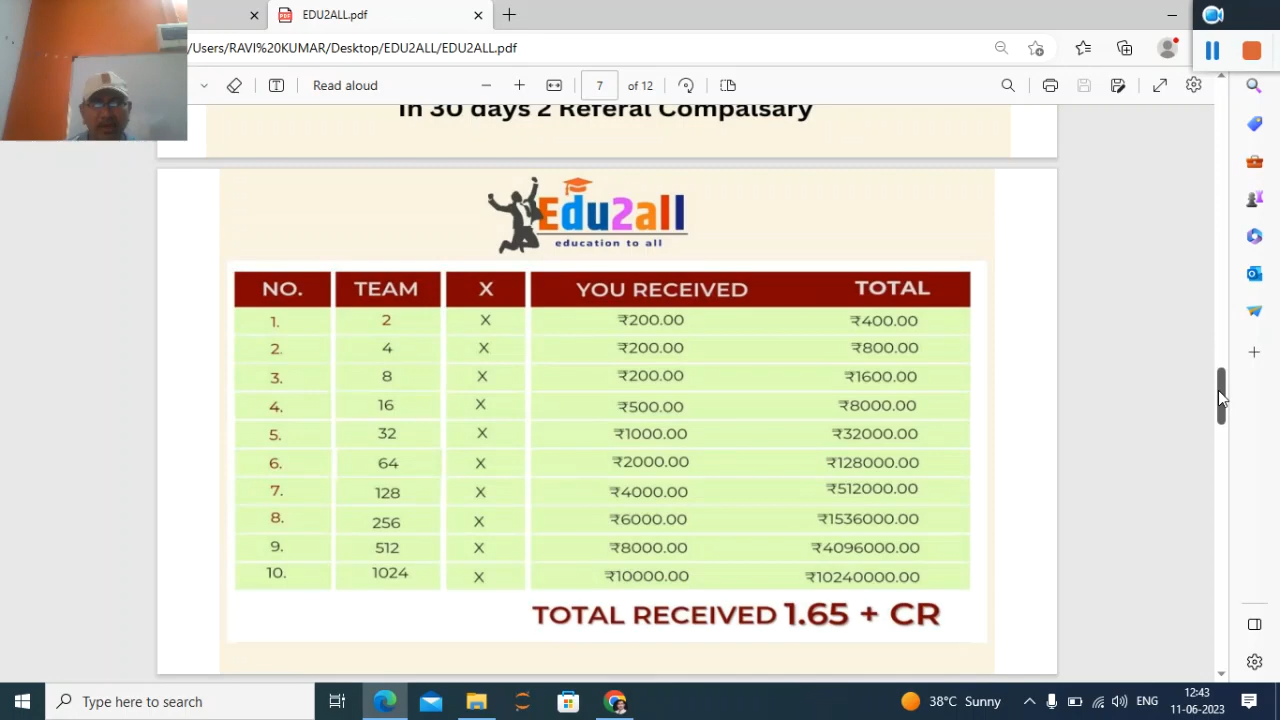 EDU2ALL.pdf
/Users/RAVI%20KUMAR/Desktop/EDU2ALL/EDU2ALL.pdf
Read aloud
7 of 12
In 30 days 2 Referal Compalsary
Edu2all
education to all
NO. TEAM X YOU RECEIVED TOTAL
1. 2 X ₹200.00 ₹400.00
2. 4 X ₹200.00 ₹800.00
3. 8 X ₹200.00 ₹1600.00
4. 16 X ₹500.00 ₹8000.00
5. 32 X ₹1000.00 ₹32000.00
6. 64 X ₹2000.00 ₹128000.00
7. 128 X ₹4000.00 ₹512000.00
8. 256 X ₹6000.00 ₹1536000.00
9. 512 X ₹8000.00 ₹4096000.00
10. 1024 X ₹10000.00 ₹10240000.00
TOTAL RECEIVED 1.65 + CR
Type here to search
38°C Sunny
ENG
12:43
11-06-2023